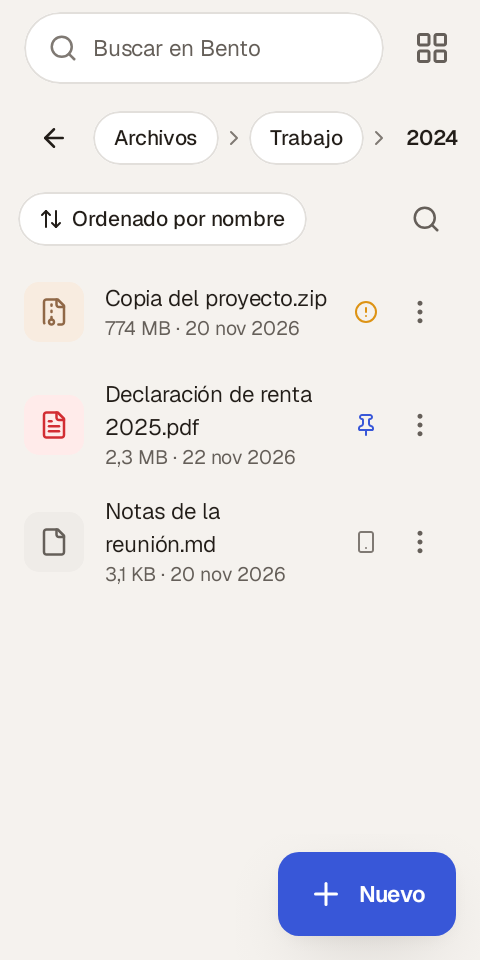 Buscar en Bento
Archivos
Trabajo
2024
Ordenado por nombre
Copia del proyecto.zip
774 MB · 20 nov 2026
Declaración de renta
2025.pdf
2,3 MB · 22 nov 2026
Notas de la
reunión.md
3,1 KB · 20 nov 2026
Nuevo